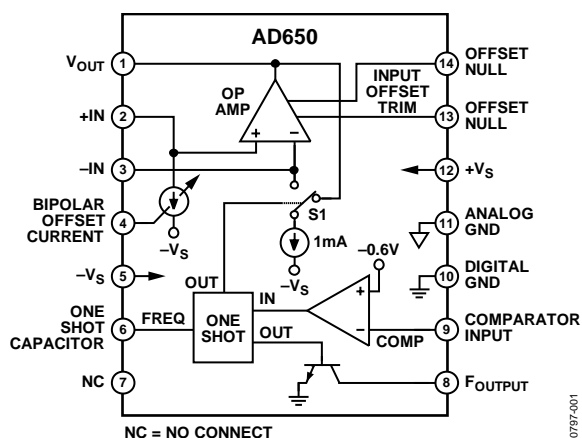 AD650
VOUT
1
+IN
2
–IN
3
BIPOLAR
OFFSET
CURRENT
4
–VS
5
ONE
SHOT
CAPACITOR
6
NC
7
OP
AMP
+
–
INPUT
OFFSET
TRIM
14
OFFSET
NULL
13
OFFSET
NULL
12
+VS
11
ANALOG
GND
10
DIGITAL
GND
9
COMPARATOR
INPUT
8
FOUTPUT
–VS
S1
1mA
–VS
–0.6V
OUT
IN
+
–
FREQ
ONE
SHOT
OUT
COMP
NC = NO CONNECT
0797-001